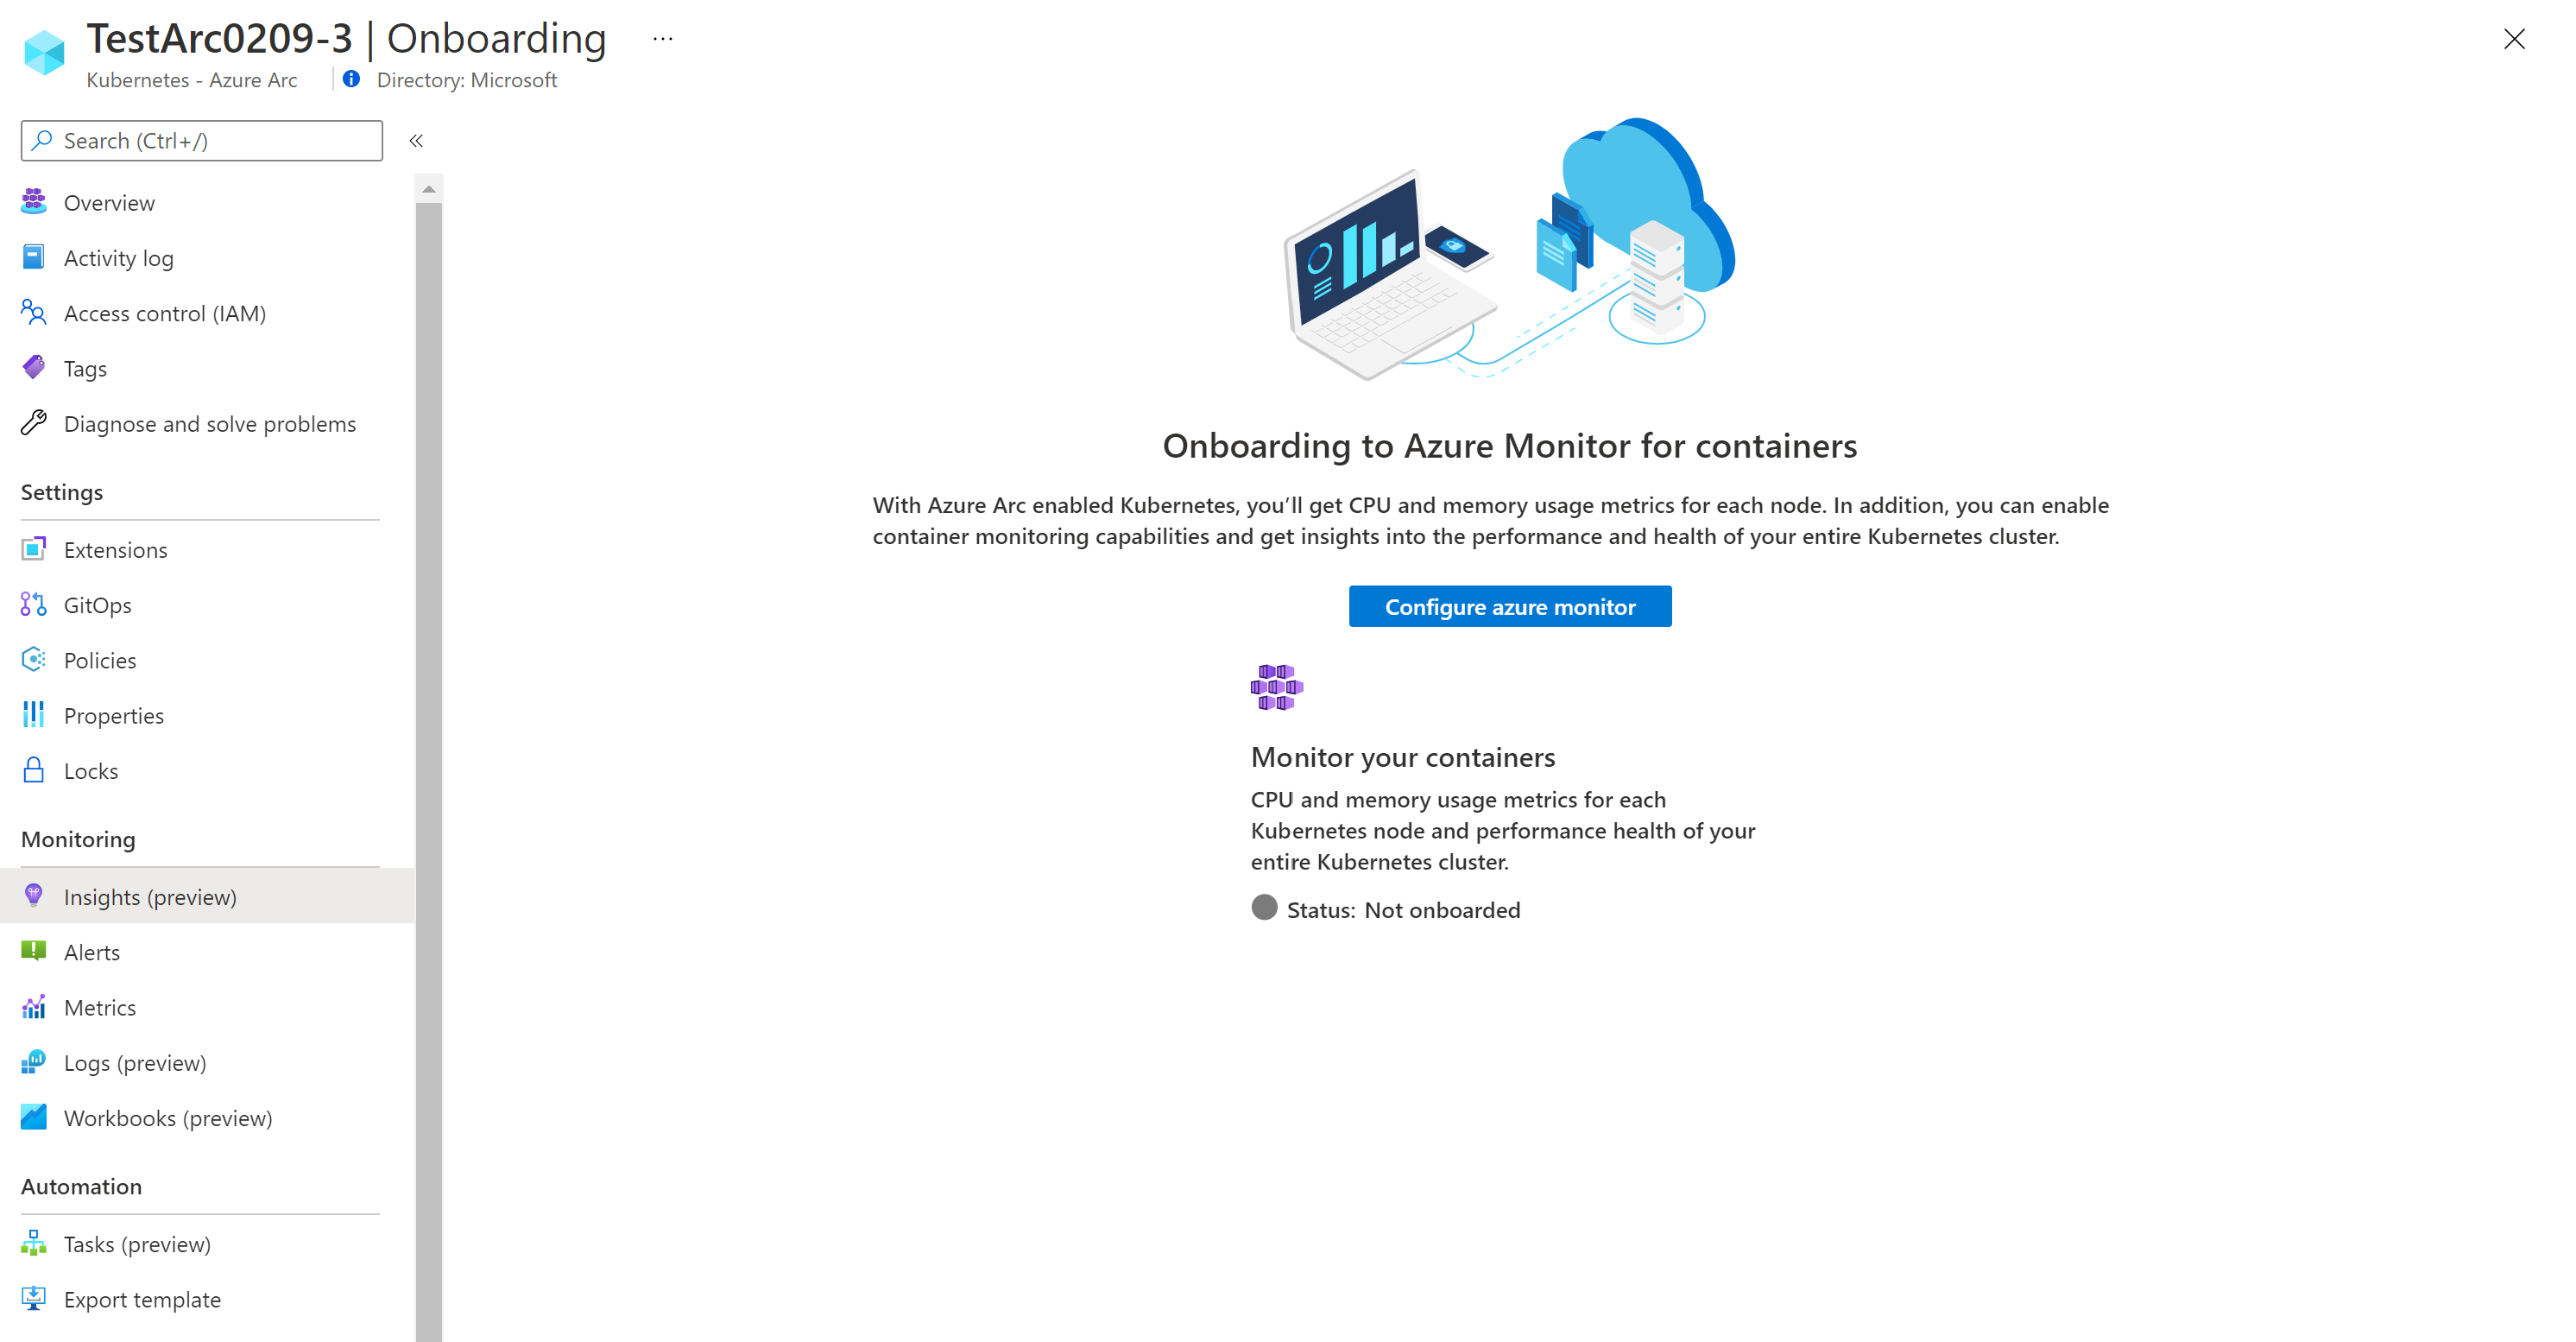 TestArc0209-3 | Onboarding ...
Kubernetes - Azure Arc
Directory: Microsoft
Search (Ctrl+/)
Overview
Activity log
Access control (IAM)
Tags
Diagnose and solve problems
Settings
Extensions
GitOps
Policies
Properties
Locks
Monitoring
Insights (preview)
Alerts
Metrics
Logs (preview)
Workbooks (preview)
Automation
Tasks (preview)
Export template
Onboarding to Azure Monitor for containers
With Azure Arc enabled Kubernetes, you’ll get CPU and memory usage metrics for each node. In addition, you can enable
container monitoring capabilities and get insights into the performance and health of your entire Kubernetes cluster.
Configure azure monitor
Monitor your containers
CPU and memory usage metrics for each
Kubernetes node and performance health of your
entire Kubernetes cluster.
Status: Not onboarded